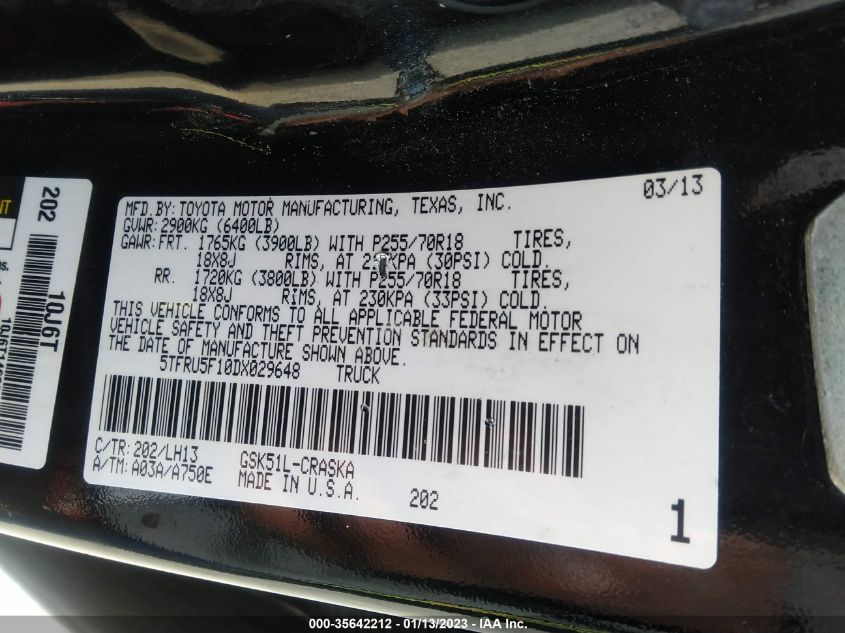 03/13
MFD.BY:TOYOTA MOTOR MANUFACTURING, TEXAS, INC.
GVWR:2900KG (6400LB)
GAWR:FRT. 1765KG (3900LB) WITH P255/70R18 TIRES,
18X8J RIMS, AT KPA (30PSI) COLD.
RR. 1720KG (3800LB) WITH P255/70R18 TIRES,
18X8J RIMS, AT 230KPA (33PSI) COLD.
THIS VEHICLE CONFORMS TO ALL APPLICABLE FEDERAL MOTOR
VEHICLE SAFETY AND THEFT PREVENTION STANDARDS IN EFFECT ON
THE DATE OF MANUFACTURE SHOWN ABOVE.
5TFRU5F10DX029648 TRUCK
C/TR:202/LH13 GSK51L-CRASKA
A/TM:A03A/A750E MADE IN U.S.A.
202
1
202
10J6T
000-35642212 - 01/13/2023 - IAA Inc.